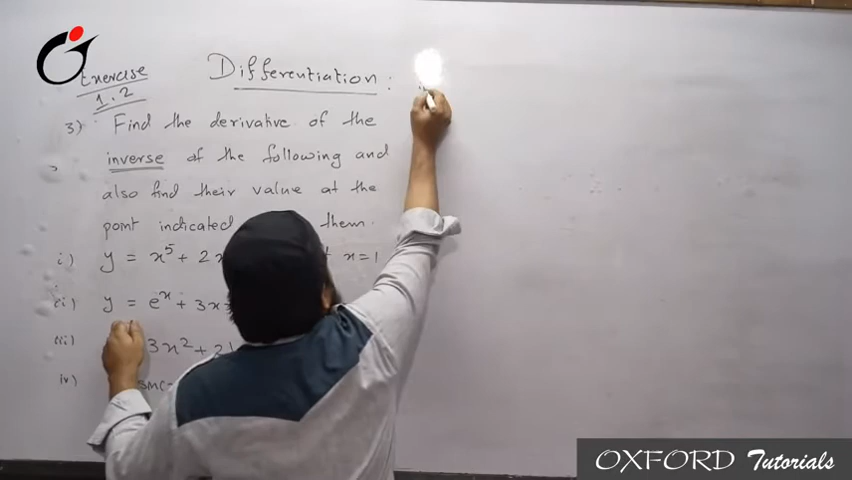 Exercise
1.2
Differentiation :
3) Find the derivative of the
inverse of the following and
also find their value at the
point indicated them.
i) y = x⁵ + 2x x = 1
(ii) y = eˣ + 3x
(iii) 3x² + 2
iv)
OXFORD Tutorials